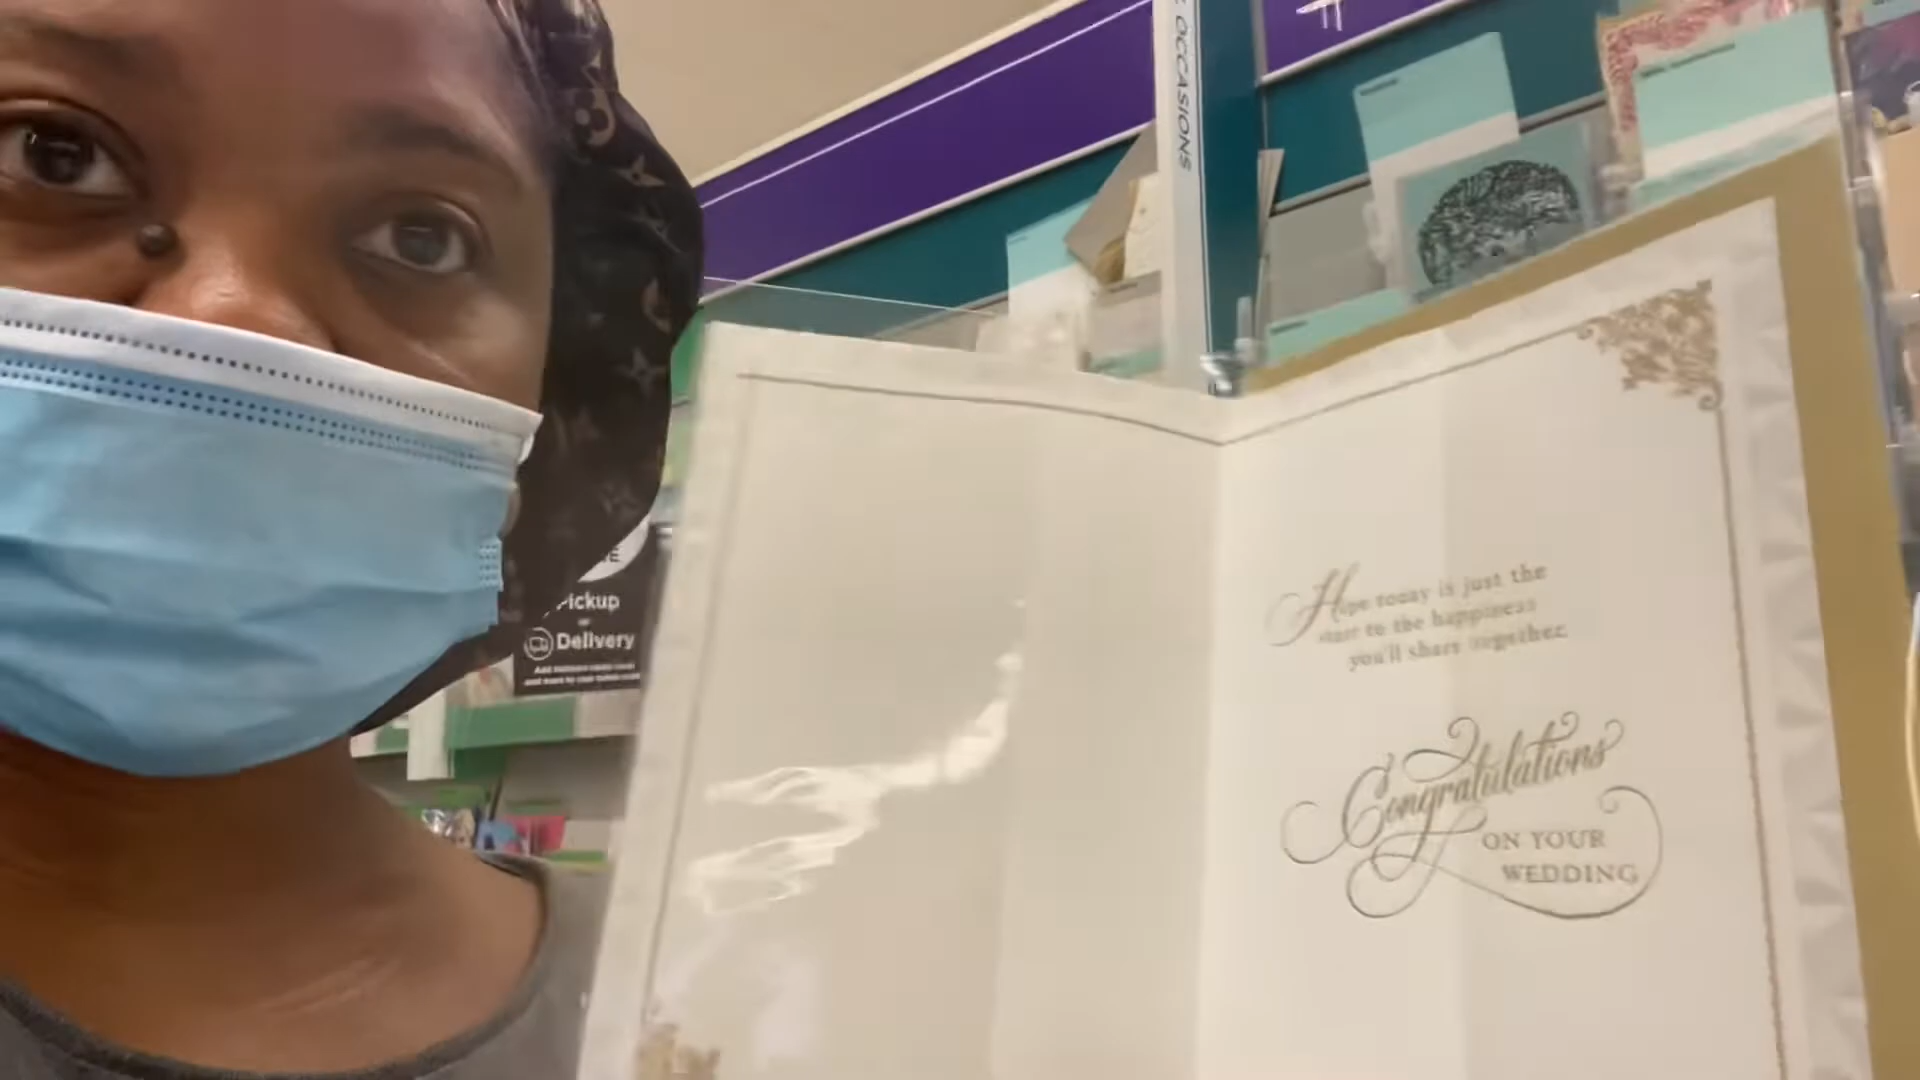 OCCASIONS
Pickup
or
Delivery
Hope today is just the
start to the happiness
you'll share together.
Congratulations
ON YOUR
WEDDING